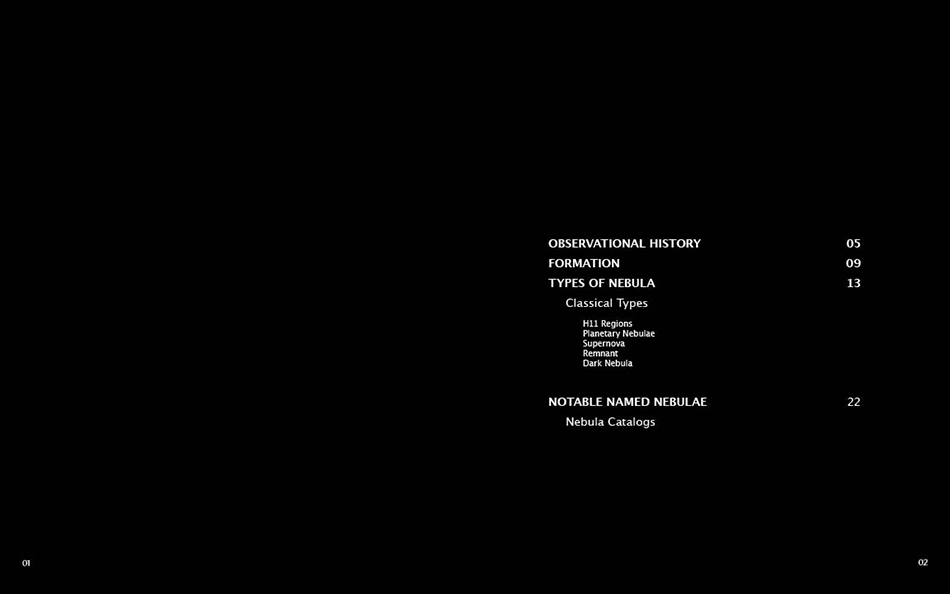 OBSERVATIONAL HISTORY 05
FORMATION 09
TYPES OF NEBULA 13
Classical Types
H11 Regions
Planetary Nebulae
Supernova
Remnant
Dark Nebula
NOTABLE NAMED NEBULAE 22
Nebula Catalogs
01
02